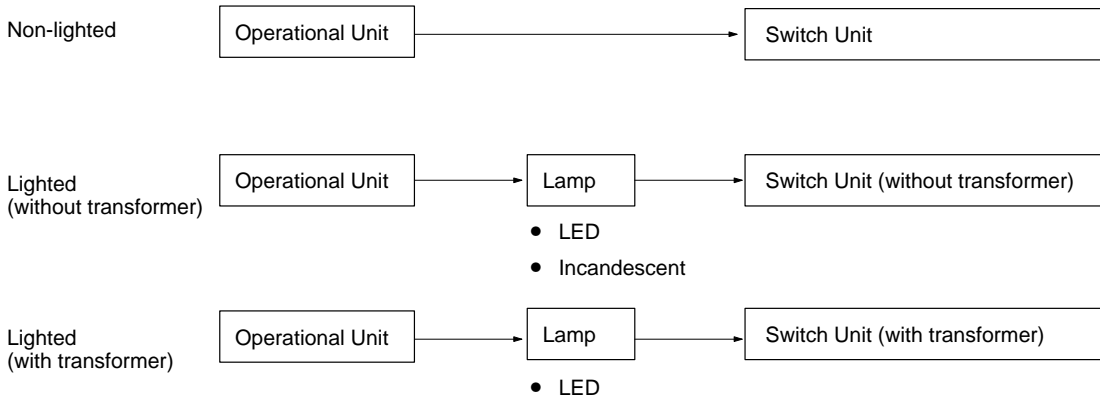 Non-lighted
Operational Unit
Switch Unit
Lighted
(without transformer)
Operational Unit
Lamp
Switch Unit (without transformer)
● LED
● Incandescent
Lighted
(with transformer)
Operational Unit
Lamp
Switch Unit (with transformer)
● LED